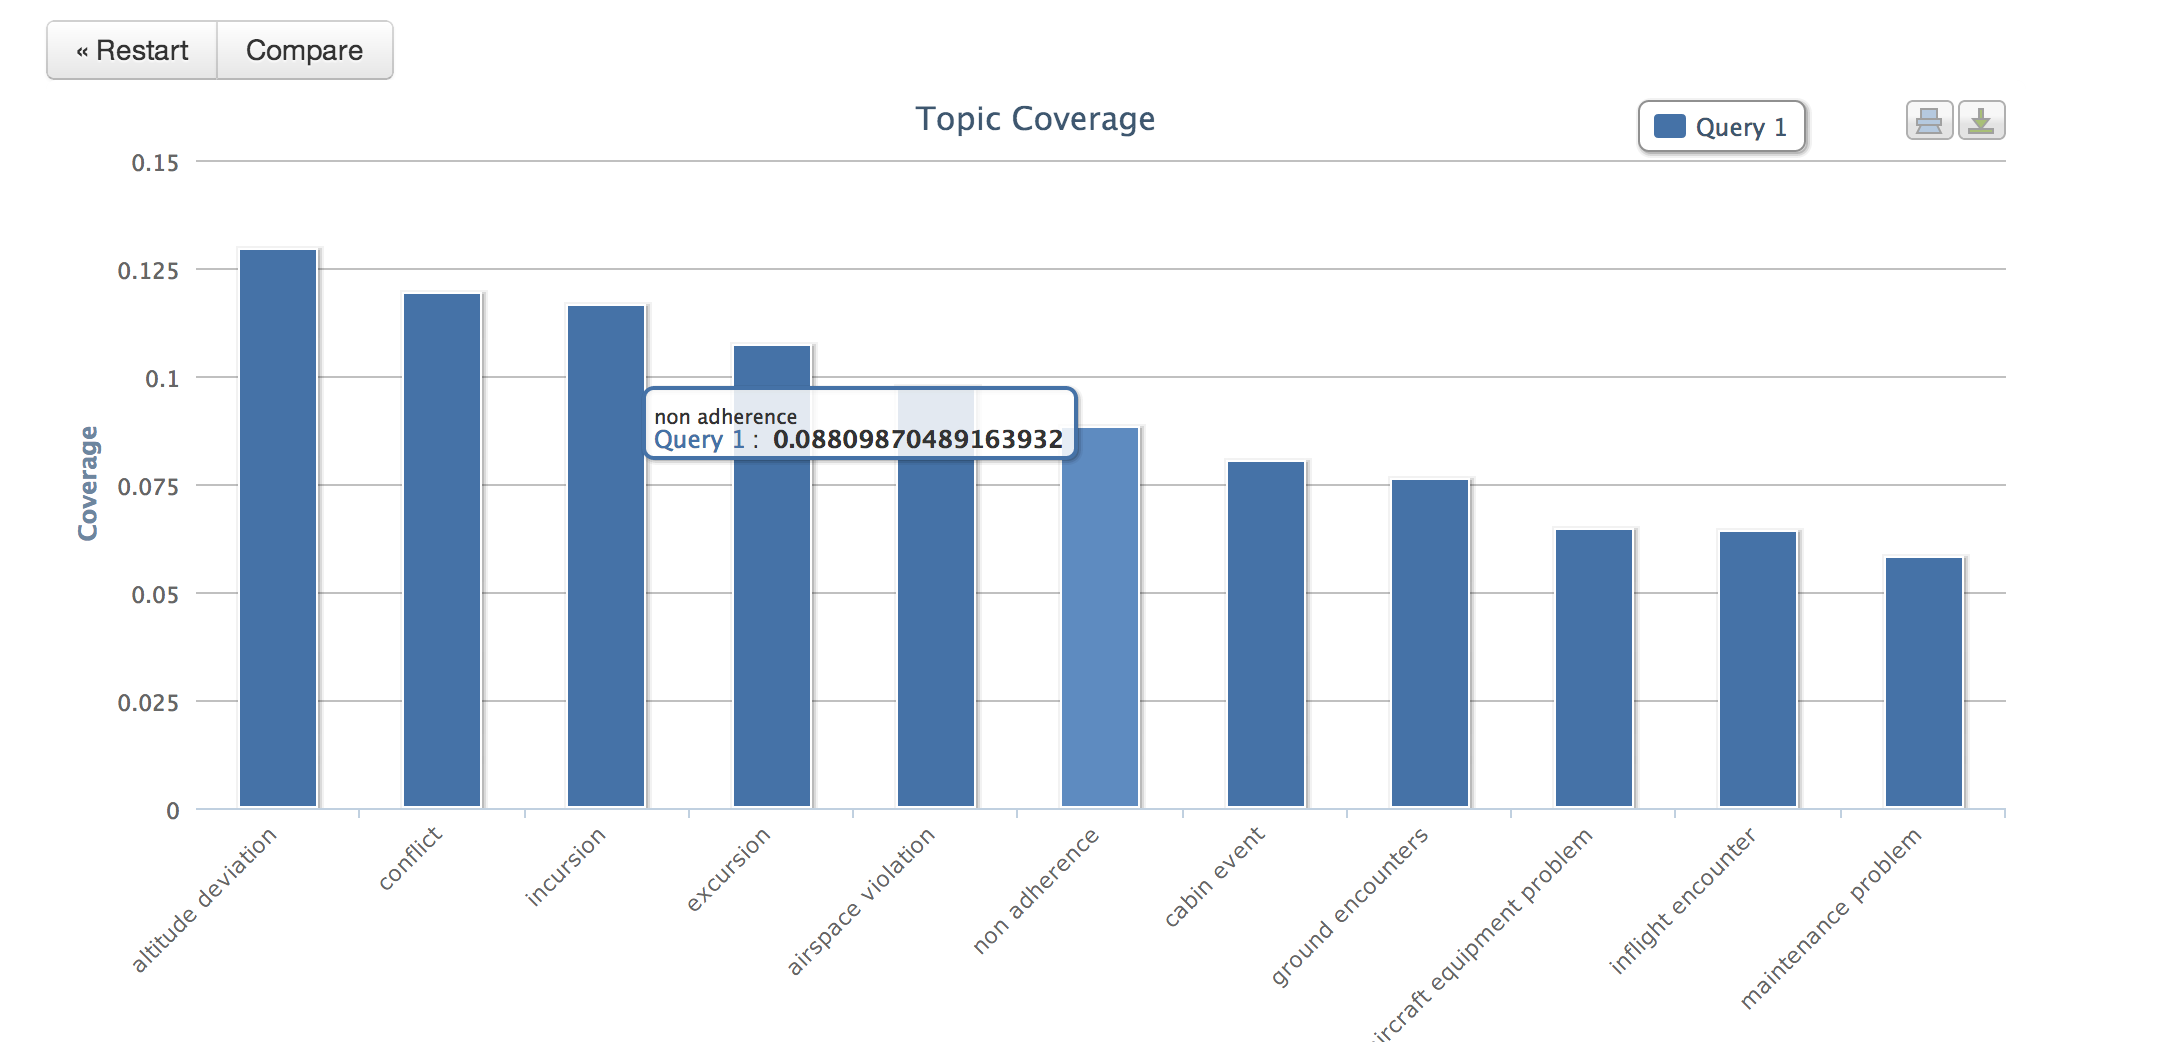 « Restart Compare
Topic Coverage
Query 1
0.15
0.125
0.1
0.075
0.05
0.025
0
Coverage
non adherence
Query 1 : 0.08809870489163932
altitude deviation
conflict
incursion
excursion
airspace violation
non adherence
cabin event
ground encounters
ircraft equipment problem
inflight encounter
maintenance problem